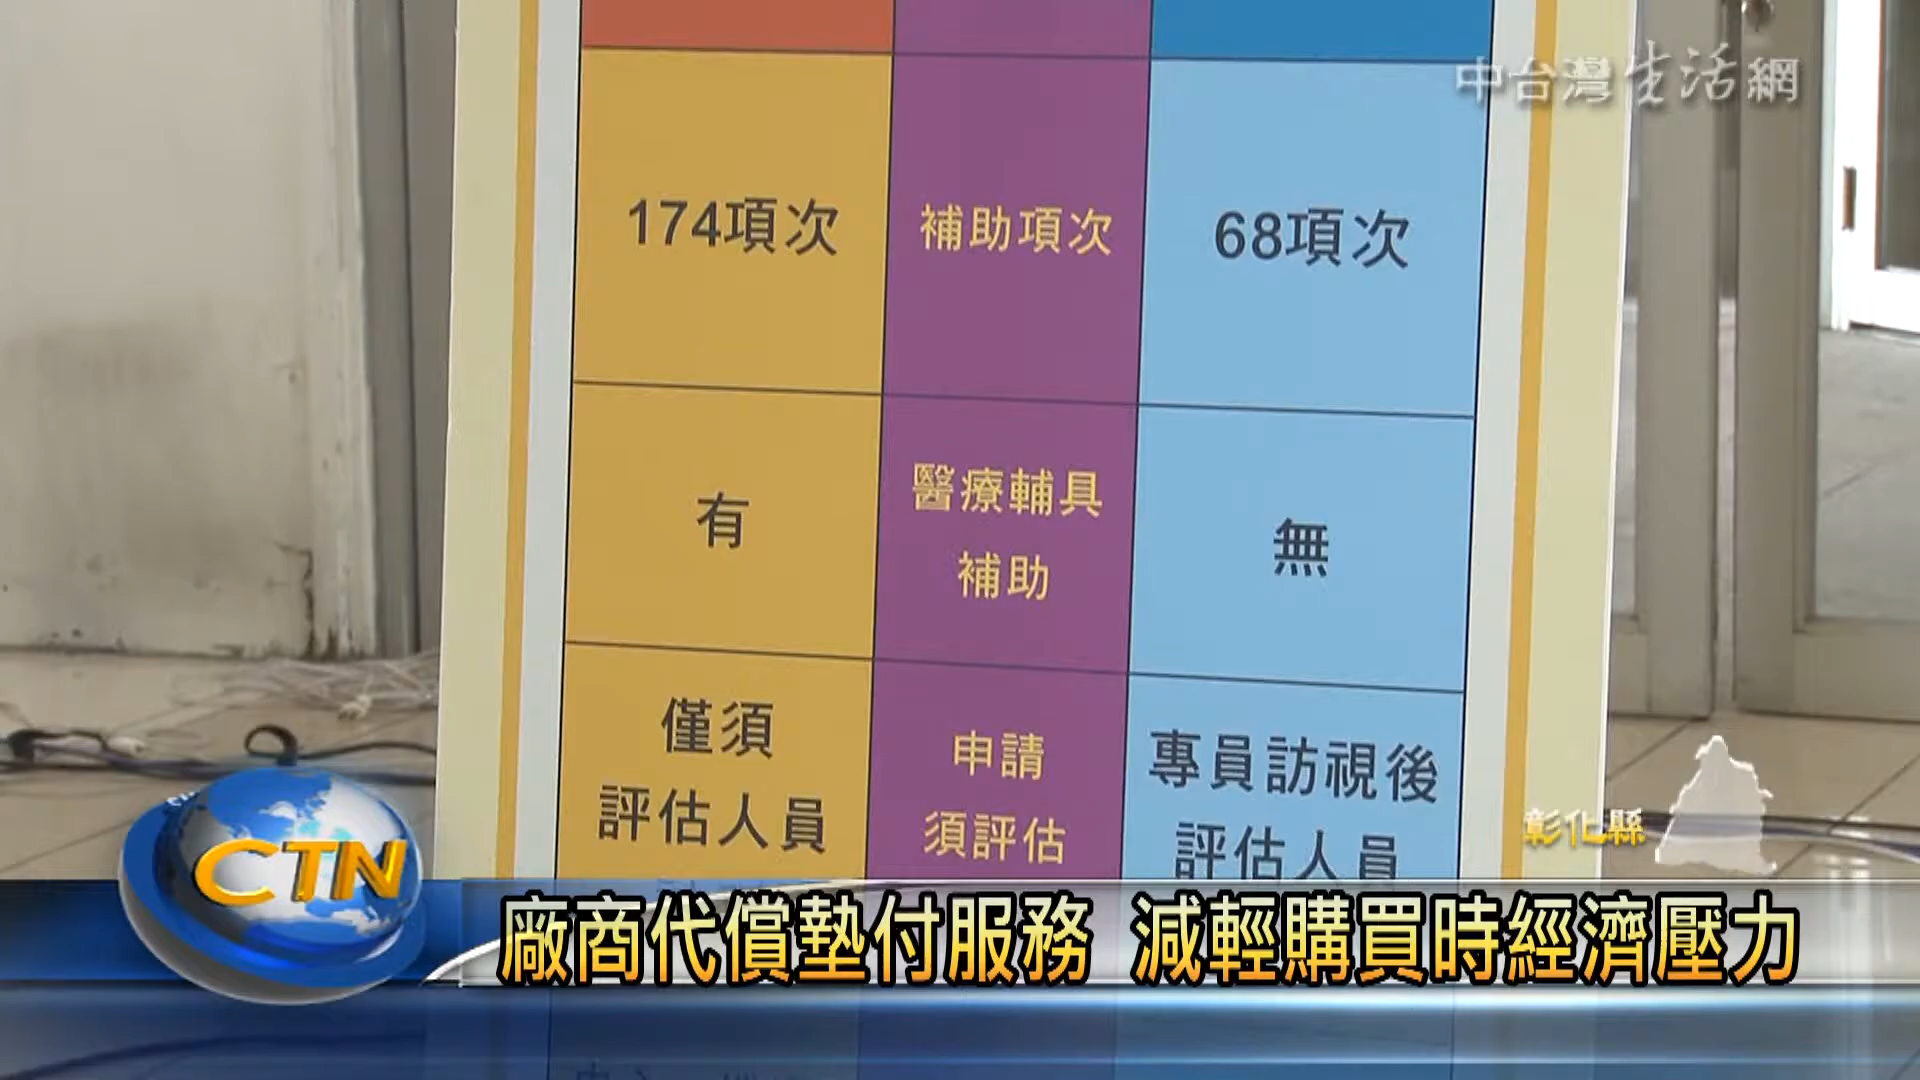 中台灣生活網
174項次
補助項次
68項次
有
醫療輔具
補助
無
僅須
評估人員
申請
須評估
專員訪視後
評估人員
彰化縣
CTN
廠商代償墊付服務 減輕購買時經濟壓力